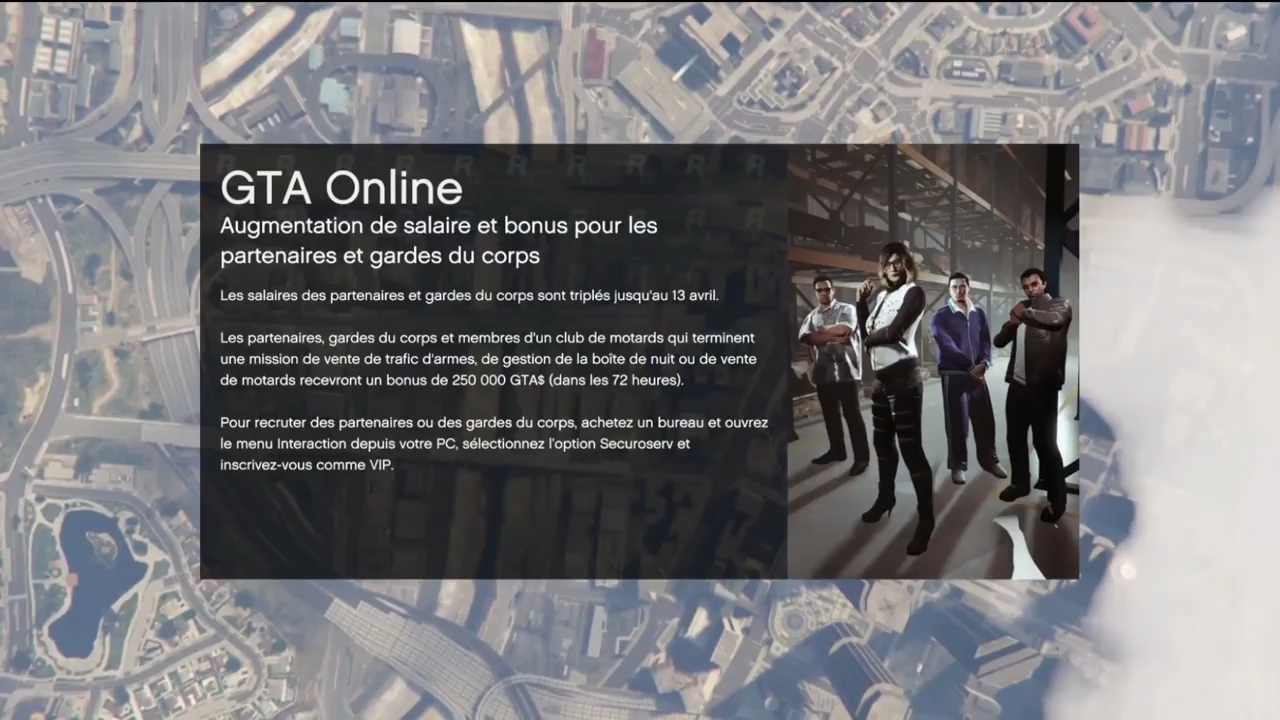 GTA Online
Augmentation de salaire et bonus pour les
partenaires et gardes du corps
Les salaires des partenaires et gardes du corps sont triplés jusqu'au 13 avril.
Les partenaires, gardes du corps et membres d'un club de motards qui terminent
une mission de vente de trafic d'armes, de gestion de la boîte de nuit ou de vente
de motards recevront un bonus de 250 000 GTA$ (dans les 72 heures).
Pour recruter des partenaires ou des gardes du corps, achetez un bureau et ouvrez
le menu Interaction depuis votre PC, sélectionnez l'option Securoserv et
inscrivez-vous comme VIP.